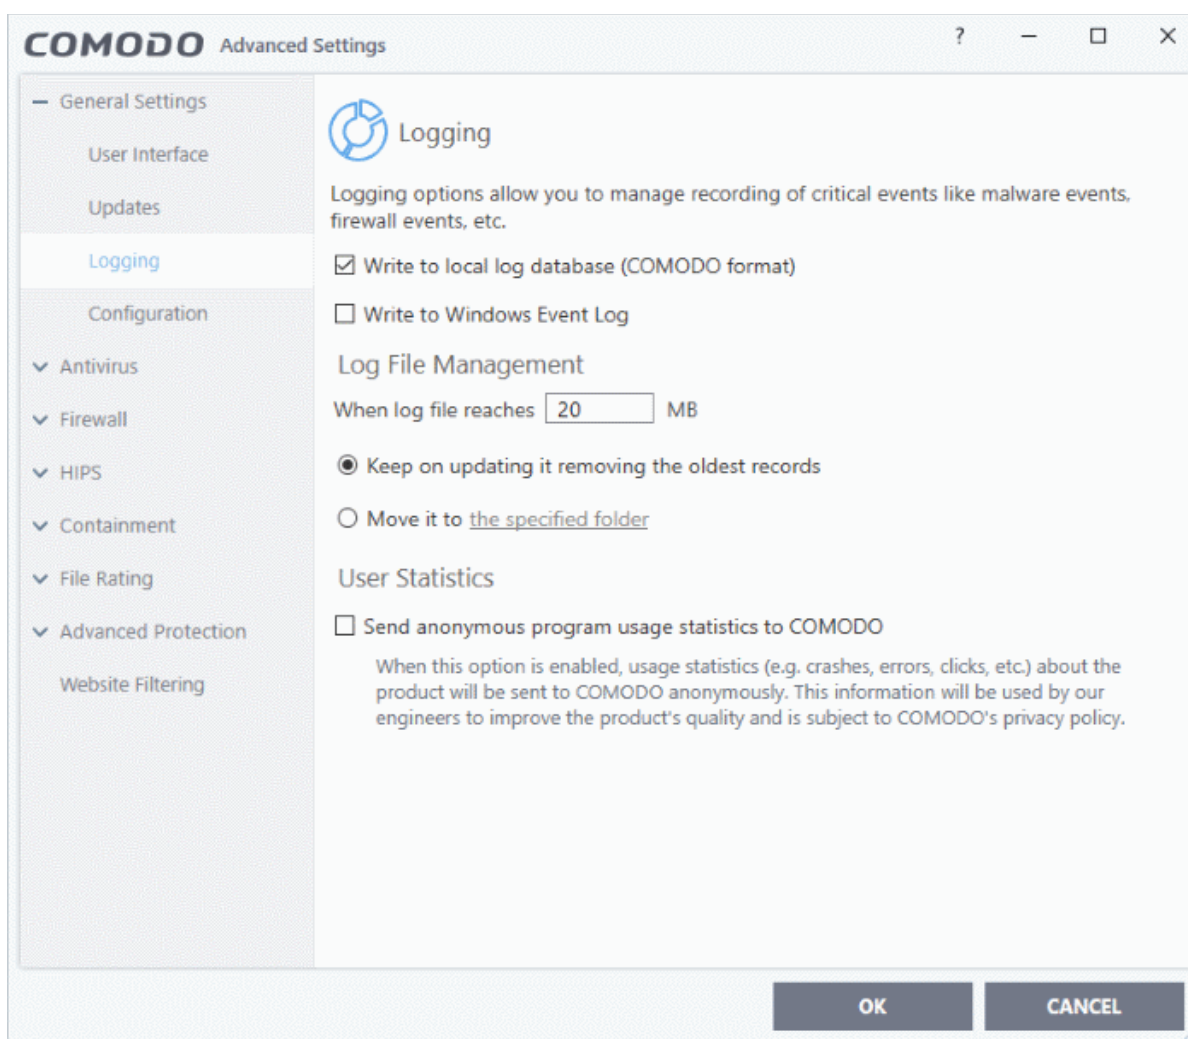 COMODO Advanced Settings
General Settings
User Interface
Updates
Logging
Configuration
Antivirus
Firewall
HIPS
Containment
File Rating
Advanced Protection
Website Filtering
Logging
Logging options allow you to manage recording of critical events like malware events,
firewall events, etc.
Write to local log database (COMODO format)
Write to Windows Event Log
Log File Management
When log file reaches 20 MB
Keep on updating it removing the oldest records
Move it to the specified folder
User Statistics
Send anonymous program usage statistics to COMODO
When this option is enabled, usage statistics (e.g. crashes, errors, clicks, etc.) about the
product will be sent to COMODO anonymously. This information will be used by our
engineers to improve the product's quality and is subject to COMODO's privacy policy.
OK CANCEL